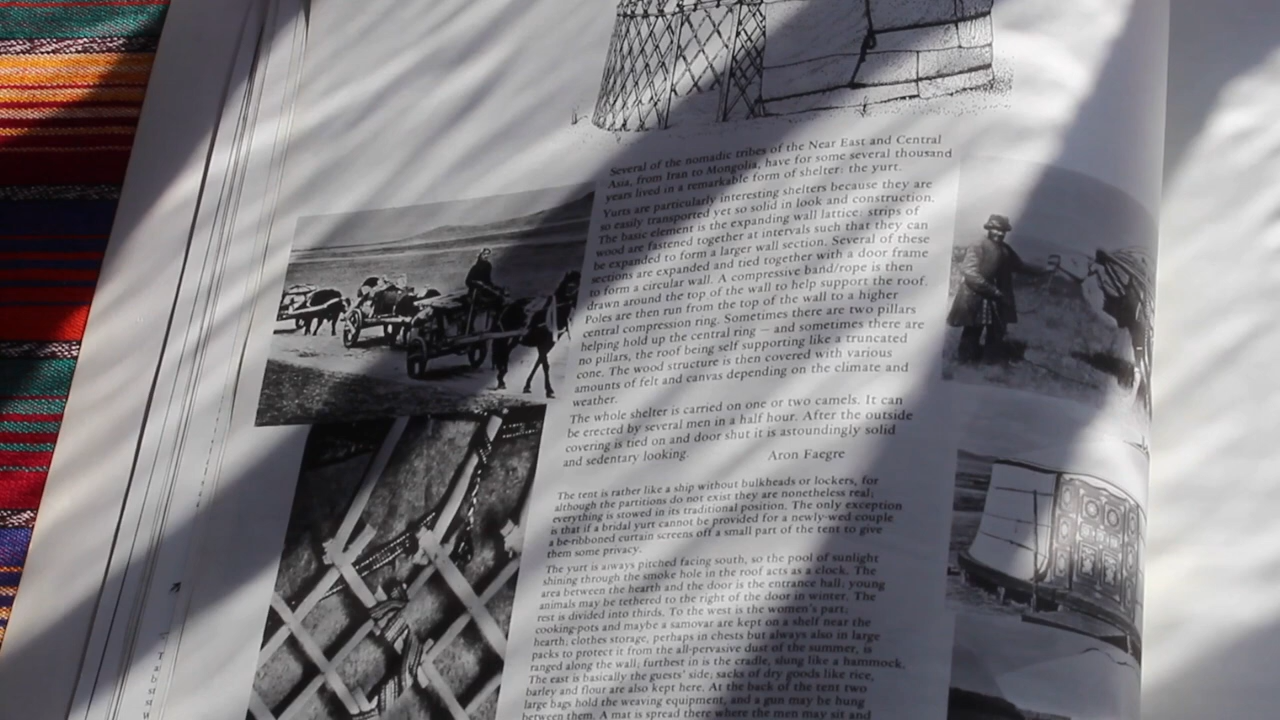 Several of the nomadic tribes of the Near East and Central
Asia, from Iran to Mongolia, have for some several thousand
years lived in a remarkable form of shelter: the yurt.
Yurts are particularly interesting shelters because they are
so easily transported yet so solid in look and construction.
The basic element is the expanding wall lattice: strips of
wood are fastened together at intervals such that they can
be expanded to form a larger wall section. Several of these
sections are expanded and tied together with a door frame
to form a circular wall. A compressive band/rope is then
drawn around the top of the wall to help support the roof.
Poles are then run from the top of the wall to a higher
central compression ring. Sometimes there are two pillars
helping hold up the central ring — and sometimes there are
no pillars, the roof being self supporting like a truncated
cone. The wood structure is then covered with various
amounts of felt and canvas depending on the climate and
weather.
The whole shelter is carried on one or two camels. It can
be erected by several men in a half hour. After the outside
covering is tied on and door shut it is astoundingly solid
and sedentary looking. Aron Faegre
The tent is rather like a ship without bulkheads or lockers, for
although the partitions do not exist they are nonetheless real;
everything is stowed in its traditional position. The only exception
is that if a bridal yurt cannot be provided for a newly-wed couple
a be-ribboned curtain screens off a small part of the tent to give
them some privacy.
The yurt is always pitched facing south, so the pool of sunlight
shining through the smoke hole in the roof acts as a clock. The
area between the hearth and the door is the entrance hall; young
animals may be tethered to the right of the door in winter. The
rest is divided into thirds. To the west is the women's part;
cooking-pots and maybe a samovar are kept on a shelf near the
hearth; clothes storage, perhaps in chests but always also in large
packs to protect it from the all-pervasive dust of the summer, is
ranged along the wall; furthest in is the cradle, slung like a hammock.
The east is basically the guests' side; sacks of dry goods like rice,
barley and flour are also kept here. At the back of the tent two
large bags hold the weaving equipment, and a gun may be hung
between them. A mat is spread there where the men may sit and